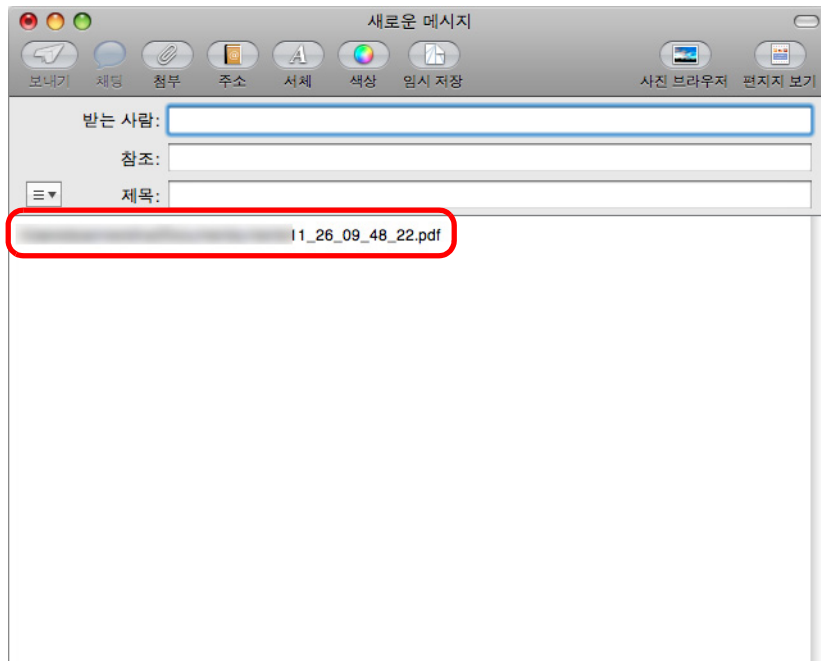 새로운 메시지
보내기 채팅 첨부 주소 서체 색상 임시 저장 사진 브라우저 편지지 보기
받는 사람:
참조:
제목:
11_26_09_48_22.pdf